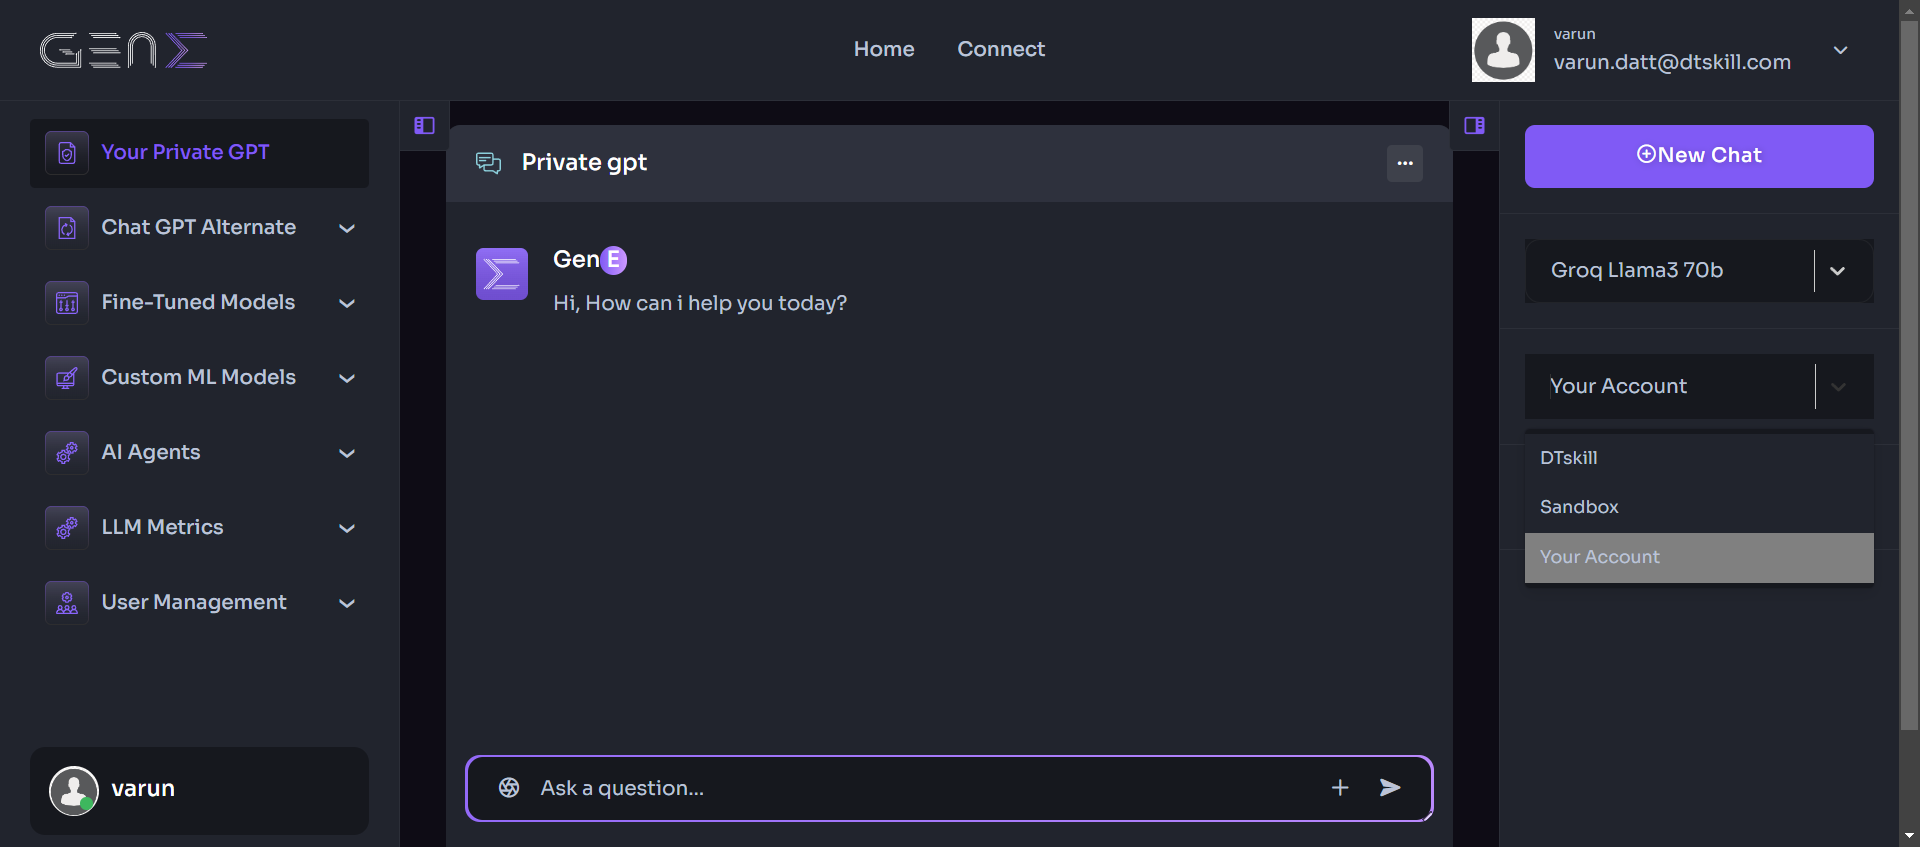 GENE
Home
Connect
varun
varun.datt@dtskill.com
Your Private GPT
Chat GPT Alternate
Fine-Tuned Models
Custom ML Models
AI Agents
LLM Metrics
User Management
varun
Private gpt
GenE
Hi, How can i help you today?
Ask a question...
New Chat
Groq Llama3 70b
Your Account
DTskill
Sandbox
Your Account